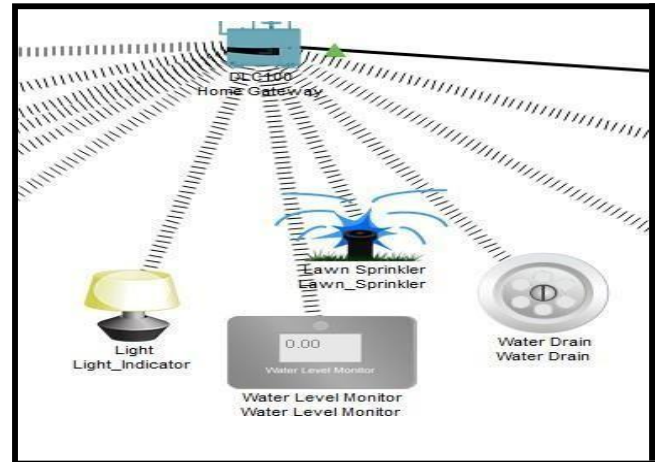 DLC100
Home Gateway
Lawn Sprinkler
Lawn_Sprinkler
Light
Light_Indicator
0.00
Water Level Monitor
Water Level Monitor
Water Level Monitor
Water Drain
Water Drain